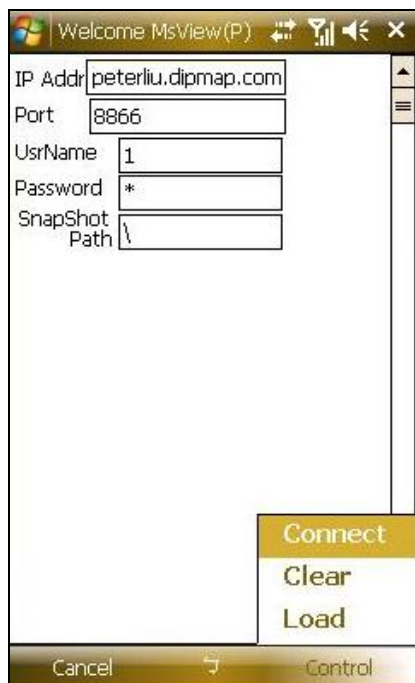 Welcome MsView(P)
IP Addr peterliu.dipmap.com
Port 8866
UsrName 1
Password *
SnapShot
Path \
Connect
Clear
Load
Cancel Control